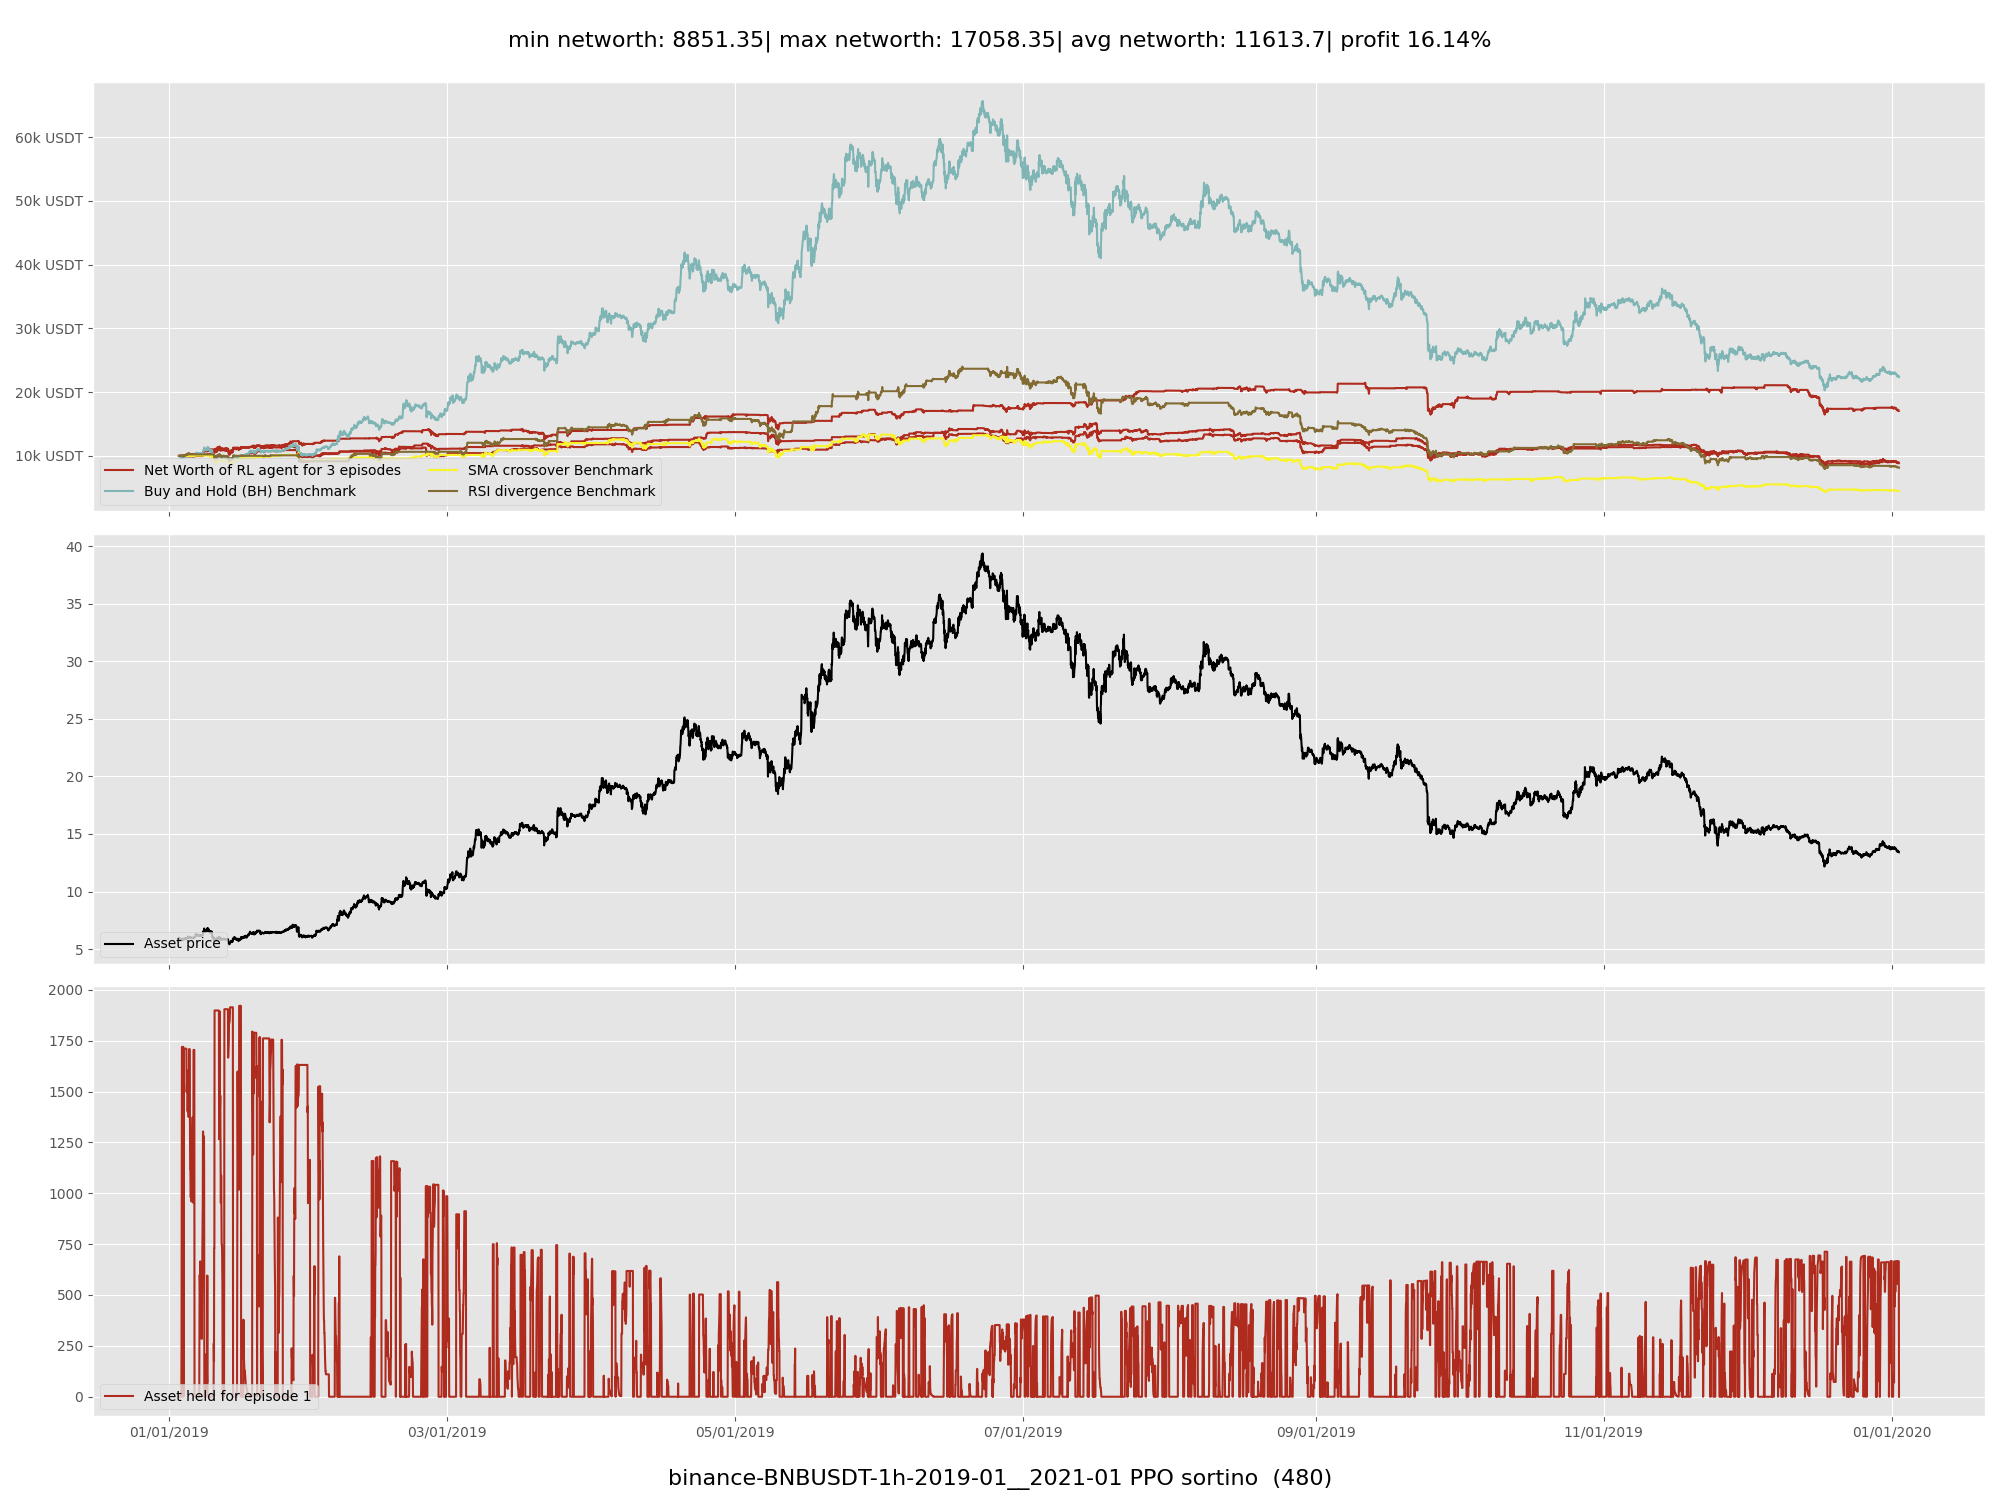 min networth: 8851.35| max networth: 17058.35| avg networth: 11613.7| profit 16.14%
60k USDT
50k USDT
40k USDT
30k USDT
20k USDT
10k USDT
Net Worth of RL agent for 3 episodes
Buy and Hold (BH) Benchmark
SMA crossover Benchmark
RSI divergence Benchmark
40
35
30
25
20
15
10
5
Asset price
2000
1750
1500
1250
1000
750
500
250
0
Asset held for episode 1
01/01/2019 03/01/2019 05/01/2019 07/01/2019 09/01/2019 11/01/2019 01/01/2020
binance-BNBUSDT-1h-2019-01__2021-01 PPO sortino (480)